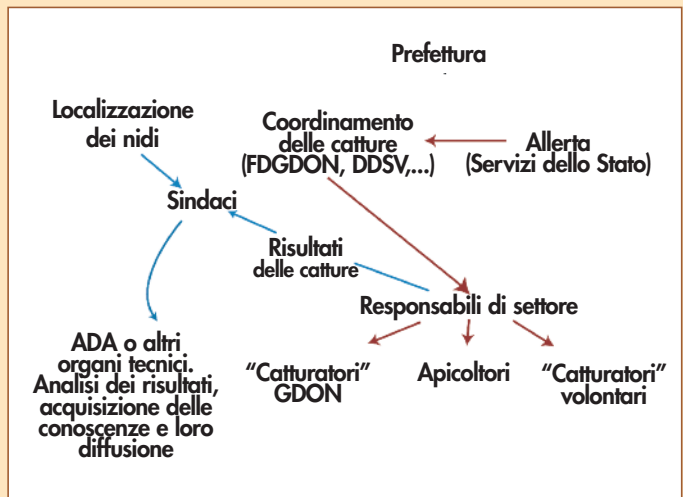 Prefettura
Localizzazione
dei nidi
Coordinamento
delle catture
(FDGDON, DDSV,...)
Allerta
(Servizi dello Stato)
Sindaci
Risultati
delle catture
Responsabili di settore
ADA o altri
organi tecnici.
Analisi dei risultati,
acquisizione delle
conoscenze e loro
diffusione
“Catturatori”
GDON
Apicoltori
“Catturatori”
volontari